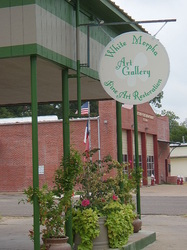 White Morpho
Art
Gallery
Fine Art Restoration